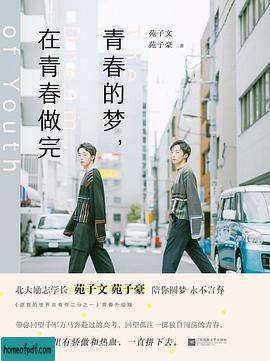 青春的梦，
在青春做完
苑子文
苑子豪 著
of Youth
北大励志学长 苑子文 苑子豪 陪你圆梦 永不言弃
《愿我的世界总有你二分之一》青春升级版
带你回望千军万马奔赴过的高考，回望孤注一掷独自闯荡的青春。
里有骄傲和热血，一直拼下去。
homeofpdf.com